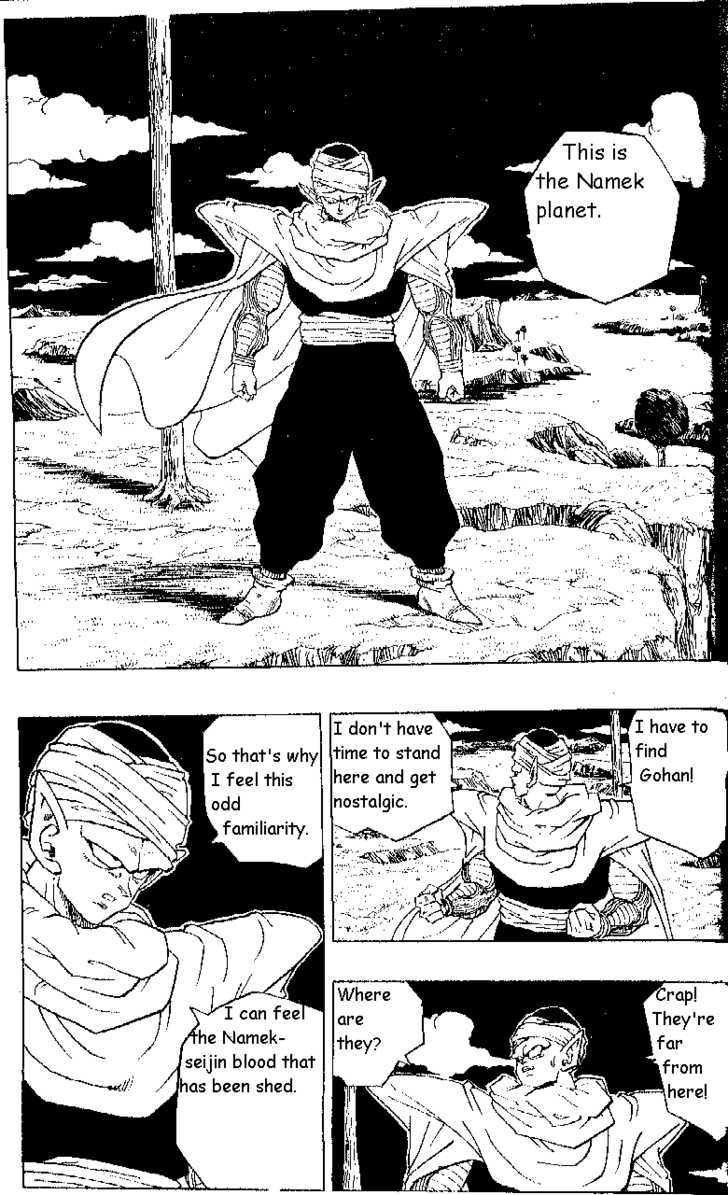 This is
the Namek
planet.
So that's why
I feel this
odd
familiarity.
I can feel
the Namek-
seijin blood that
has been shed.
I don't have
time to stand
here and get
nostalgic.
I have to
find
Gohan!
Where
are
they?
Crap!
They're
far
from
here!